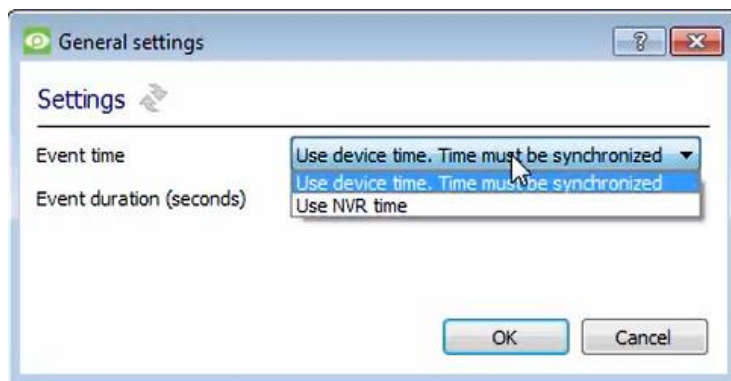 General settings
?
Settings
Event time
Use device time. Time must be synchronized
Use device time. Time must be synchronized
Event duration (seconds)
Use NVR time
OK
Cancel